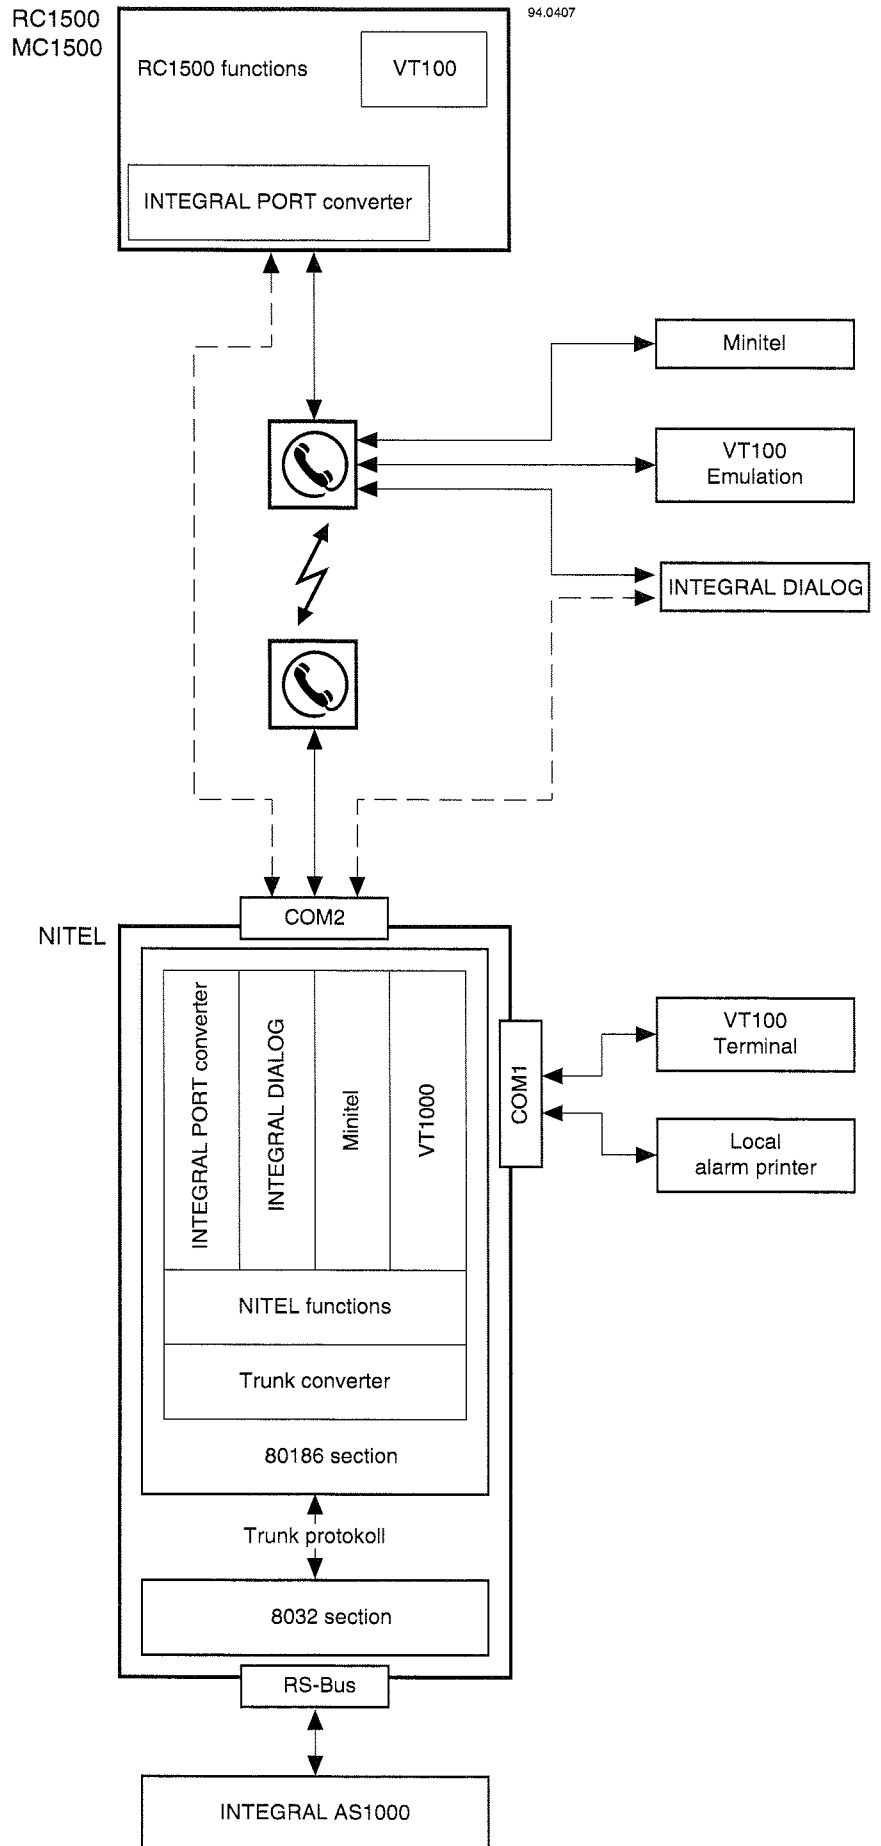 RC1500
MC1500
94.0407
RC1500 functions
VT100
INTEGRAL PORT converter
Minitel
VT100
Emulation
INTEGRAL DIALOG
COM2
NITEL
INTEGRAL PORT converter
INTEGRAL DIALOG
Minitel
VT1000
COM1
VT100
Terminal
Local
alarm printer
NITEL functions
Trunk converter
80186 section
Trunk protokoll
8032 section
RS-Bus
INTEGRAL AS1000